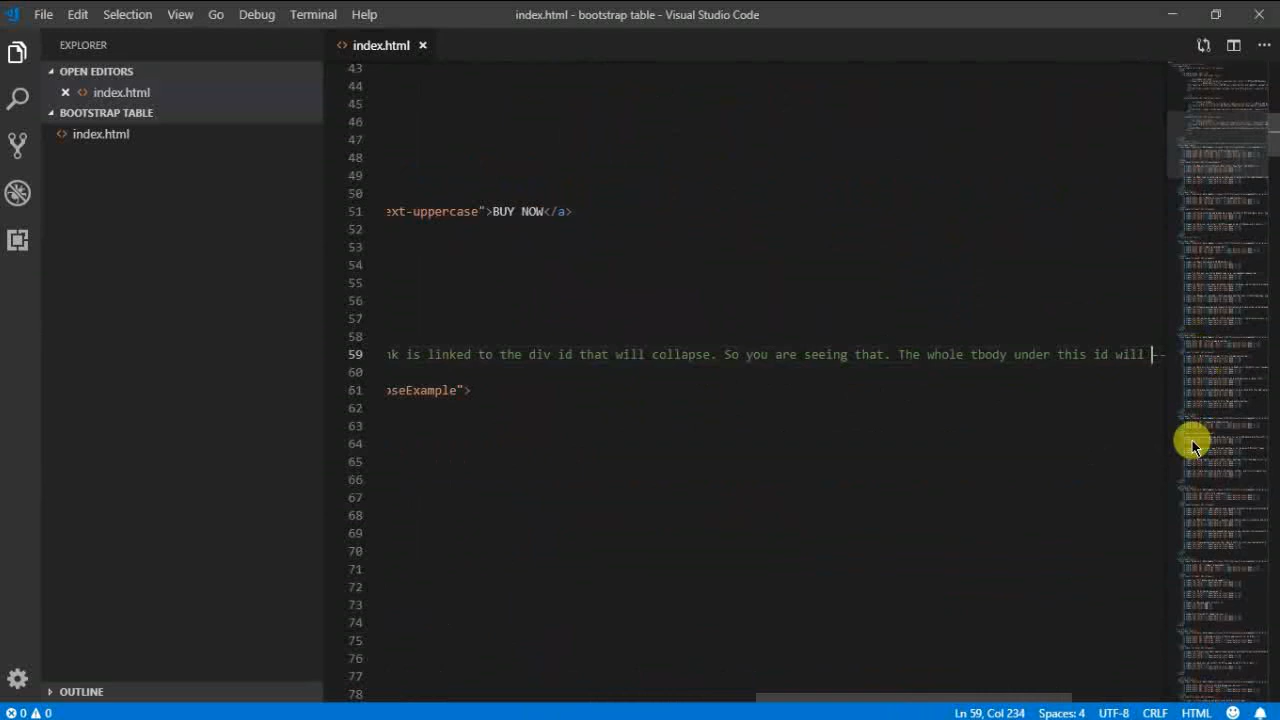 File Edit Selection View Go Debug Terminal Help
index.html - bootstrap table - Visual Studio Code
EXPLORER
OPEN EDITORS
index.html
BOOTSTRAP TABLE
index.html
OUTLINE
index.html
43
44
45
46
47
48
49
50
51 ext-uppercase">BUY NOW</a>
52
53
54
55
56
57
58
59 nk is linked to the div id that will collapse. So you are seeing that. The whole tbody under this id will --
60
61 oseExample">
62
63
64
65
66
67
68
69
70
71
72
73
74
75
76
77
78
0 0 Ln 59, Col 234 Spaces: 4 UTF-8 CRLF HTML